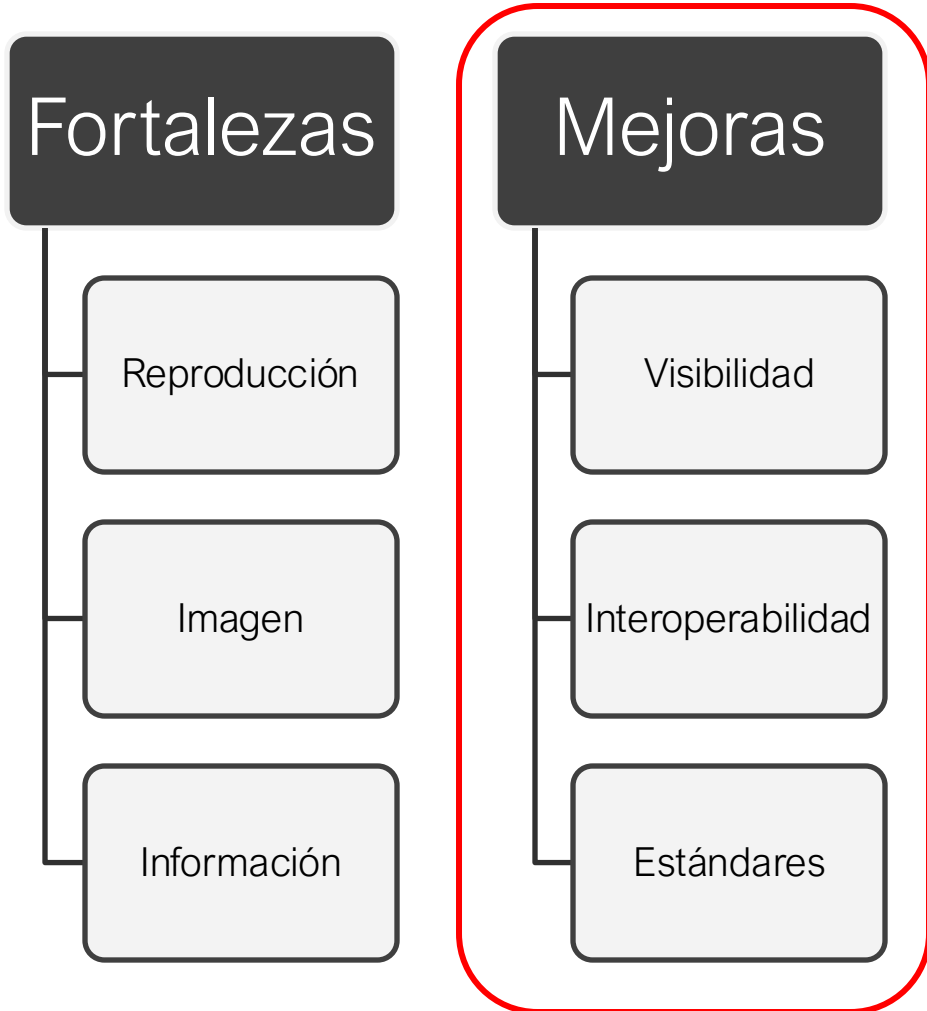 Fortalezas
Reproducción
Imagen
Información
Mejoras
Visibilidad
Interoperabilidad
Estándares